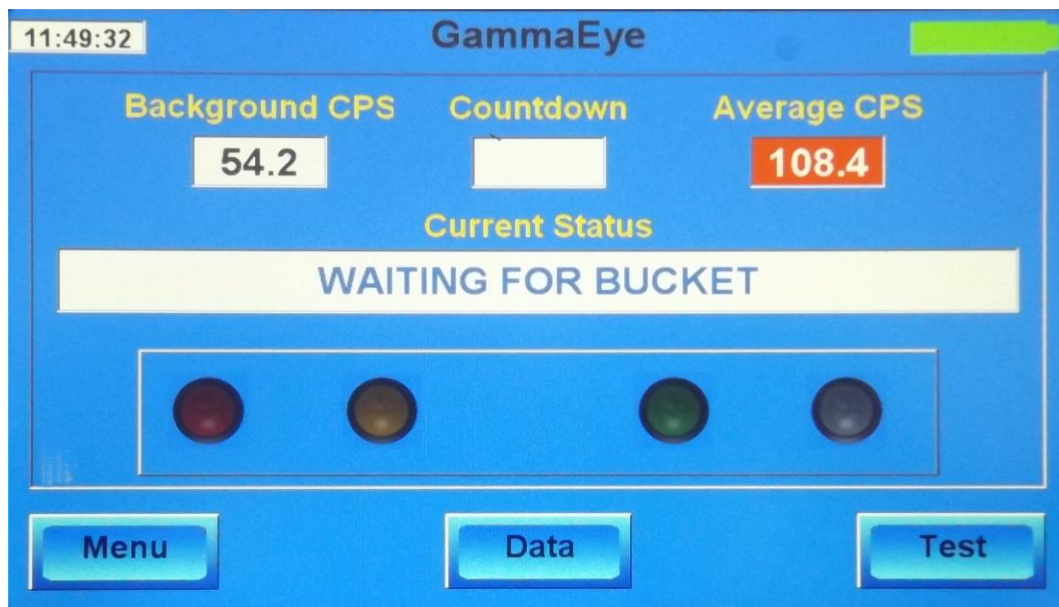 11:49:32 GammaEye
Background CPS Countdown Average CPS
54.2 108.4
Current Status
WAITING FOR BUCKET
Menu Data Test